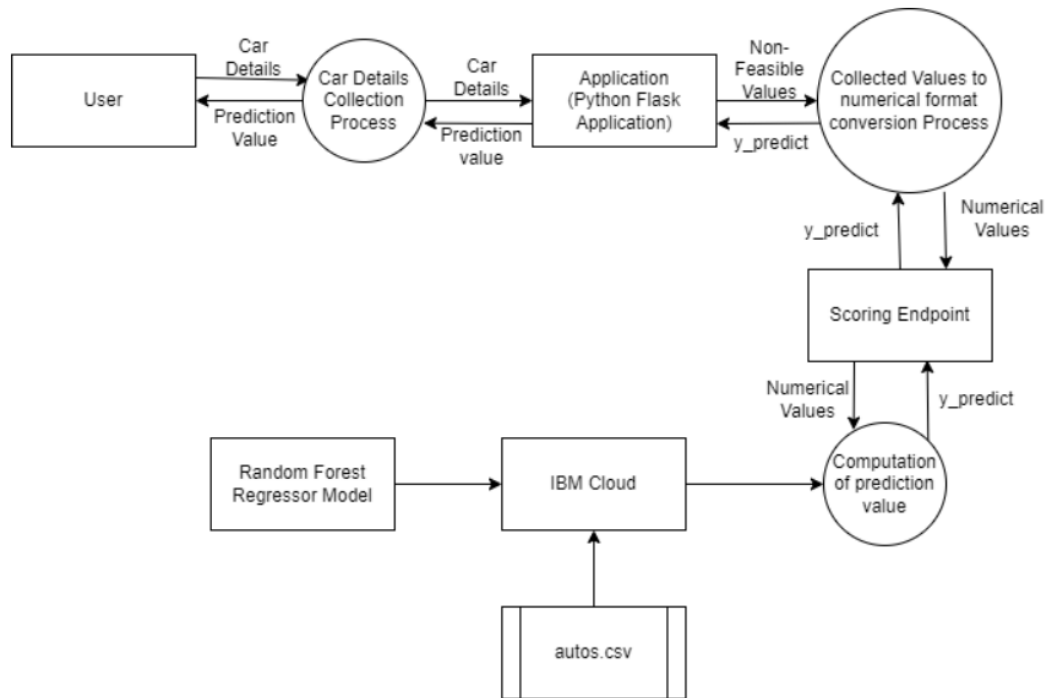 Car
Details
User
Prediction
Value
Car Details
Collection
Process
Car
Details
Prediction
value
Application
(Python Flask
Application)
Non-
Feasible
Values
y_predict
Collected Values to
numerical format
conversion Process
y_predict
Numerical
Values
Scoring Endpoint
Numerical
Values
y_predict
Random Forest
Regressor Model
IBM Cloud
Computation
of prediction
value
autos.csv